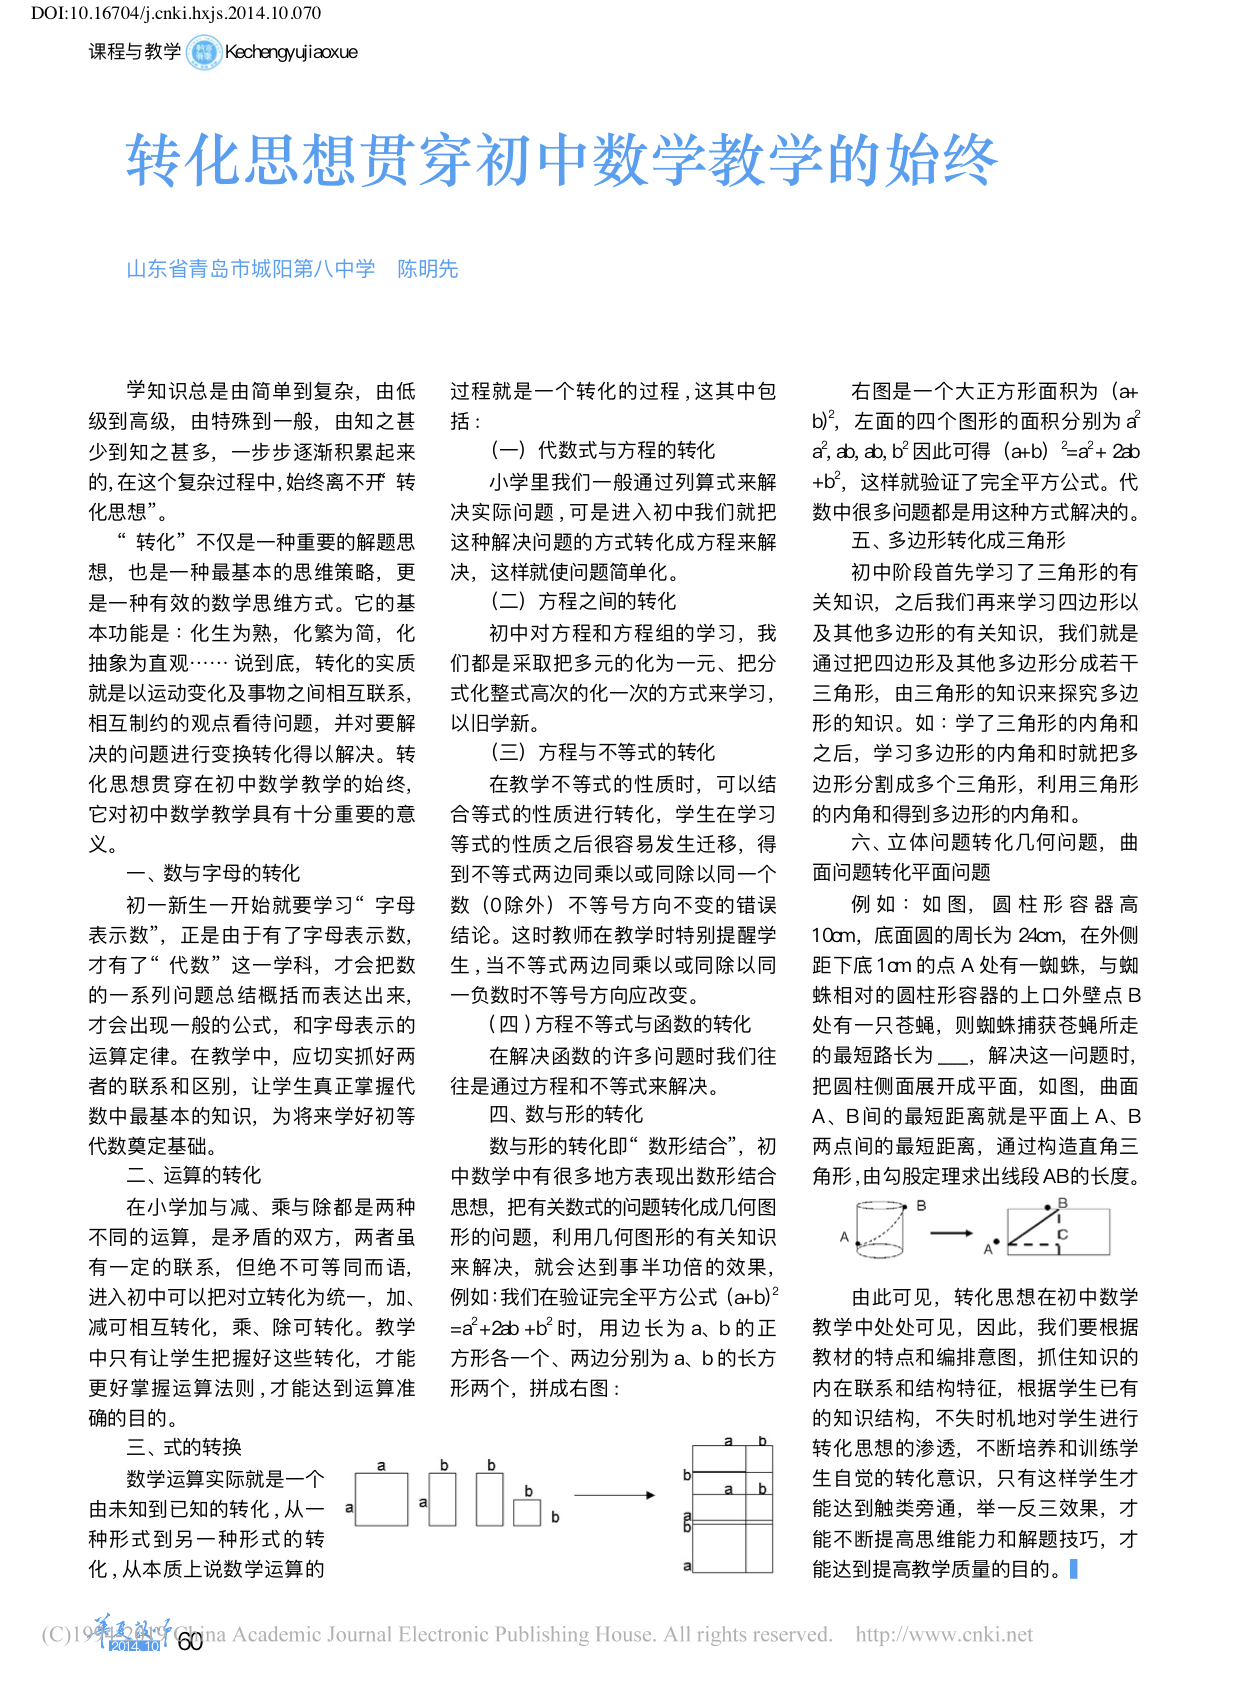 DOI:10.16704/j.cnki.hxjs.2014.10.070
课程与教学 Kechengyujiaoxue
转化思想贯穿初中数学教学的始终
山东省青岛市城阳第八中学 陈明先
学知识总是由简单到复杂，由低
级到高级，由特殊到一般，由知之甚
少到知之甚多，一步步逐渐积累起来
的,在这个复杂过程中,始终离不开“转
化思想”。
“转化”不仅是一种重要的解题思
想，也是一种最基本的思维策略，更
是一种有效的数学思维方式。它的基
本功能是：化生为熟，化繁为简，化
抽象为直观……说到底，转化的实质
就是以运动变化及事物之间相互联系，
相互制约的观点看待问题，并对要解
决的问题进行变换转化得以解决。转
化思想贯穿在初中数学教学的始终，
它对初中数学教学具有十分重要的意
义。
一、数与字母的转化
初一新生一开始就要学习“字母
表示数”，正是由于有了字母表示数，
才有了“代数”这一学科，才会把数
的一系列问题总结概括而表达出来，
才会出现一般的公式，和字母表示的
运算定律。在教学中，应切实抓好两
者的联系和区别，让学生真正掌握代
数中最基本的知识，为将来学好初等
代数奠定基础。
二、运算的转化
在小学加与减、乘与除都是两种
不同的运算，是矛盾的双方，两者虽
有一定的联系，但绝不可等同而语，
进入初中可以把对立转化为统一，加、
减可相互转化，乘、除可转化。教学
中只有让学生把握好这些转化，才能
更好掌握运算法则,才能达到运算准
确的目的。
三、式的转换
数学运算实际就是一个
由未知到已知的转化,从一
种形式到另一种形式的转
化,从本质上说数学运算的
过程就是一个转化的过程,这其中包
括：
（一）代数式与方程的转化
小学里我们一般通过列算式来解
决实际问题,可是进入初中我们就把
这种解决问题的方式转化成方程来解
决，这样就使问题简单化。
（二）方程之间的转化
初中对方程和方程组的学习，我
们都是采取把多元的化为一元、把分
式化整式高次的化一次的方式来学习，
以旧学新。
（三）方程与不等式的转化
在教学不等式的性质时，可以结
合等式的性质进行转化，学生在学习
等式的性质之后很容易发生迁移，得
到不等式两边同乘以或同除以同一个
数（0除外）不等号方向不变的错误
结论。这时教师在教学时特别提醒学
生,当不等式两边同乘以或同除以同
一负数时不等号方向应改变。
（四）方程不等式与函数的转化
在解决函数的许多问题时我们往
往是通过方程和不等式来解决。
四、数与形的转化
数与形的转化即“数形结合”，初
中数学中有很多地方表现出数形结合
思想，把有关数式的问题转化成几何图
形的问题，利用几何图形的有关知识
来解决，就会达到事半功倍的效果，
例如：我们在验证完全平方公式（a+b)²
=a²+2ab +b² 时，用边长为 a、b 的正
方形各一个、两边分别为 a、b 的长方
形两个，拼成右图：
a b b
b
a a b
a b
b
a b
a
b
a
右图是一个大正方形面积为（a+
b)²，左面的四个图形的面积分别为 a²
a², ab, ab, b² 因此可得（a+b）²=a²+ 2ab
+b²，这样就验证了完全平方公式。代
数中很多问题都是用这种方式解决的。
五、多边形转化成三角形
初中阶段首先学习了三角形的有
关知识，之后我们再来学习四边形以
及其他多边形的有关知识，我们就是
通过把四边形及其他多边形分成若干
三角形，由三角形的知识来探究多边
形的知识。如：学了三角形的内角和
之后，学习多边形的内角和时就把多
边形分割成多个三角形，利用三角形
的内角和得到多边形的内角和。
六、立体问题转化几何问题，曲
面问题转化平面问题
例如：如图，圆柱形容器高
10cm，底面圆的周长为 24cm，在外侧
距下底 1cm 的点 A 处有一蜘蛛，与蜘
蛛相对的圆柱形容器的上口外壁点 B
处有一只苍蝇，则蜘蛛捕获苍蝇所走
的最短路长为 ___，解决这一问题时，
把圆柱侧面展开成平面，如图，曲面
A、B间的最短距离就是平面上 A、B
两点间的最短距离，通过构造直角三
角形,由勾股定理求出线段AB的长度。
B B
A C
A
由此可见，转化思想在初中数学
教学中处处可见，因此，我们要根据
教材的特点和编排意图，抓住知识的
内在联系和结构特征，根据学生已有
的知识结构，不失时机地对学生进行
转化思想的渗透，不断培养和训练学
生自觉的转化意识，只有这样学生才
能达到触类旁通，举一反三效果，才
能不断提高思维能力和解题技巧，才
能达到提高教学质量的目的。
华夏教师
2014.10 60
(C)1994-2019 China Academic Journal Electronic Publishing House. All rights reserved. http://www.cnki.net